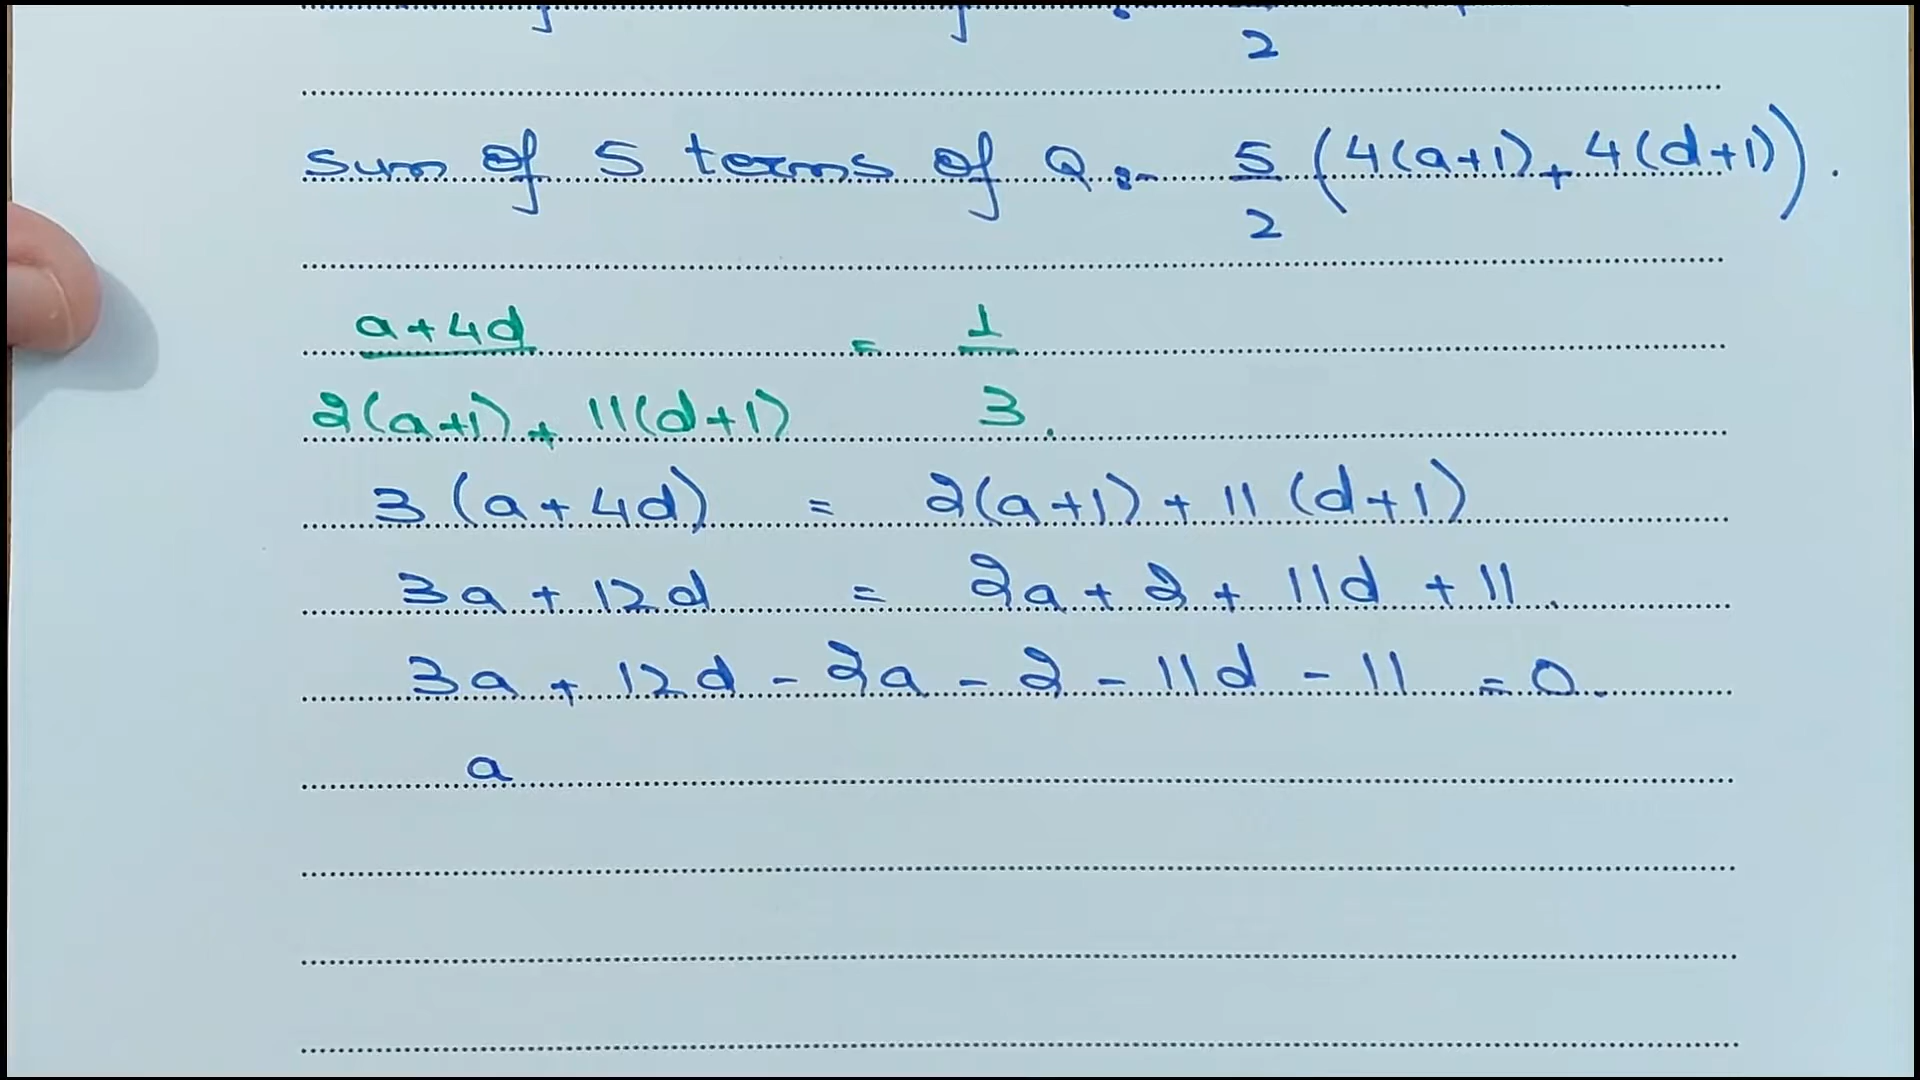 2
sum of 5 terms of Q :- 5/2 (4(a+1) + 4(d+1)).
a+4d / 2(a+1) + 11(d+1) = 1/3.
3(a+4d) = 2(a+1) + 11(d+1)
3a + 12d = 2a + 2 + 11d + 11.
3a + 12d - 2a - 2 - 11d - 11 = 0.
a